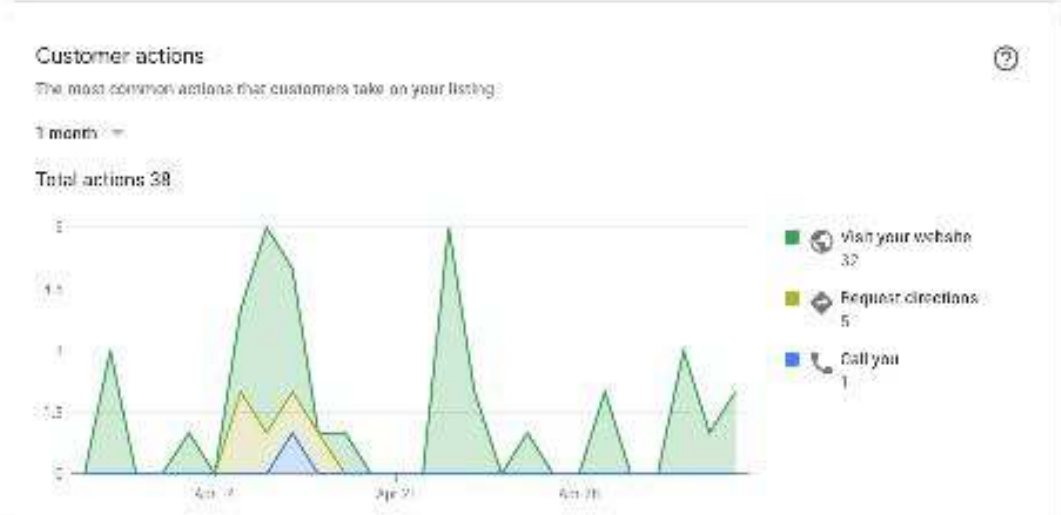 Customer actions
The most common actions that customers take on your listing
1 month
Total actions 38
Visit your website
32
Request directions
5
Call you
1
0
Apr 21